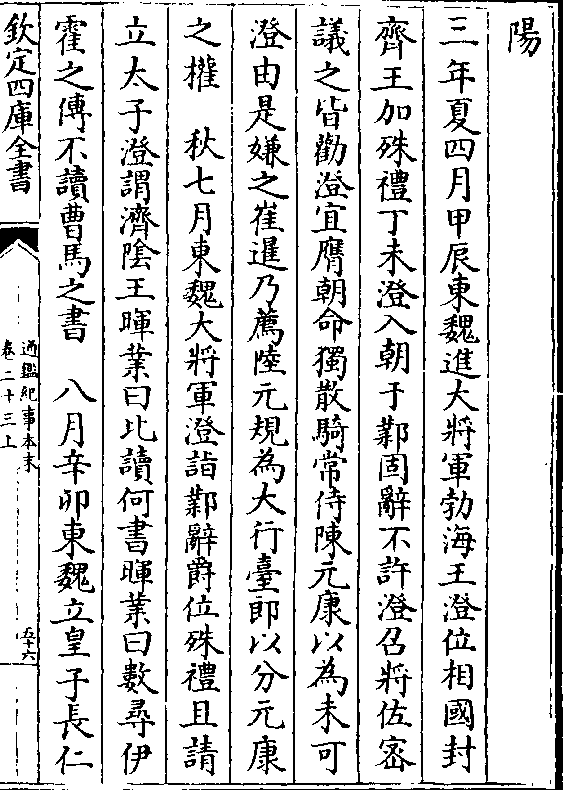 陽
三年夏四月甲辰東魏進大將軍勃海王澄位相國封
齊王加殊禮丁未澄入朝于鄴固辭不許澄召將佐密
議之皆勸澄宜膺朝命獨散騎常侍陳元康以為未可
澄由是嫌之崔暹乃薦陸元規為大行臺郎以分元康
之權　秋七月東魏大將軍澄詣鄴辭爵位殊禮且請
立太子澄謂濟陰王暉業曰比讀何書暉業曰數尋伊
霍之傳不讀曹馬之書　八月辛卯東魏立皇子長仁
欽定四庫全書
通鑑紀事本末
卷二十三上
五十六